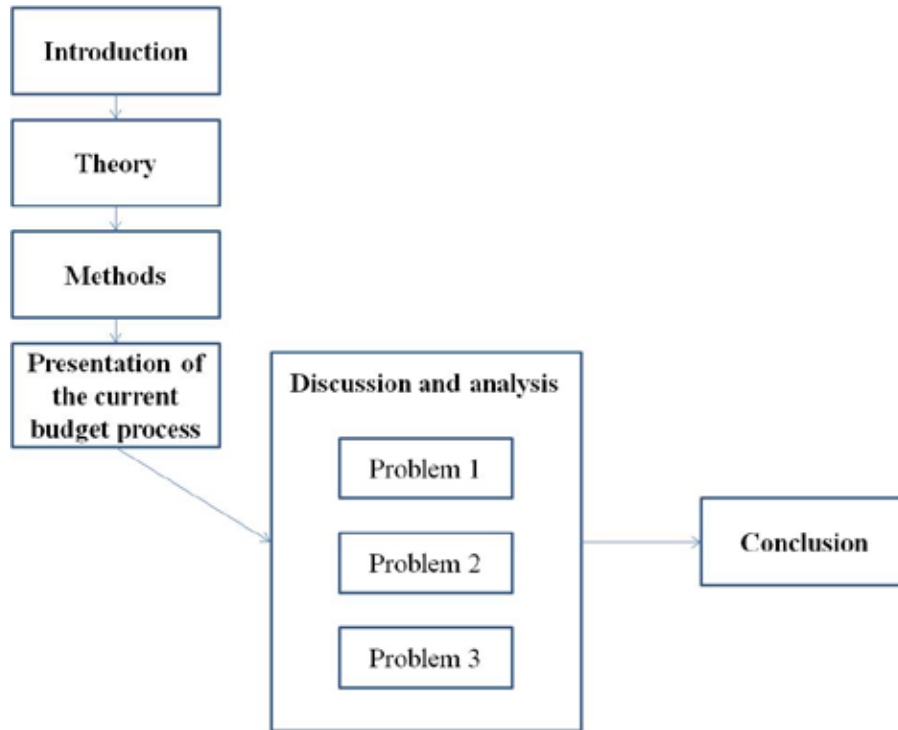 Introduction
Theory
Methods
Presentation of
the current
budget process
Discussion and analysis
Problem 1
Problem 2
Problem 3
Conclusion